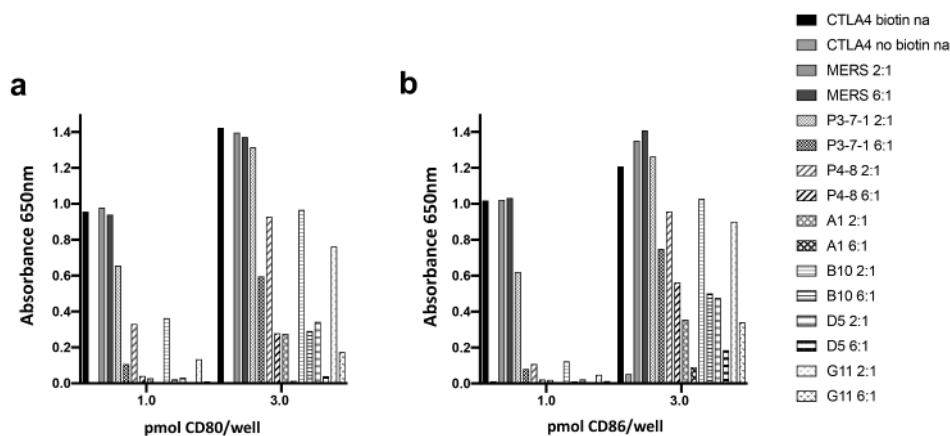 CTLA4 biotin na
CTLA4 no biotin na
MERS 2:1
MERS 6:1
P3-7-1 2:1
P3-7-1 6:1
P4-8 2:1
P4-8 6:1
A1 2:1
A1 6:1
B10 2:1
B10 6:1
D5 2:1
D5 6:1
G11 2:1
G11 6:1
a
Absorbance 650nm
1.4
1.2
1.0
0.8
0.6
0.4
0.2
0.0
1.0 3.0
pmol CD80/well
b
Absorbance 650nm
1.4
1.2
1.0
0.8
0.6
0.4
0.2
0.0
1.0 3.0
pmol CD86/well